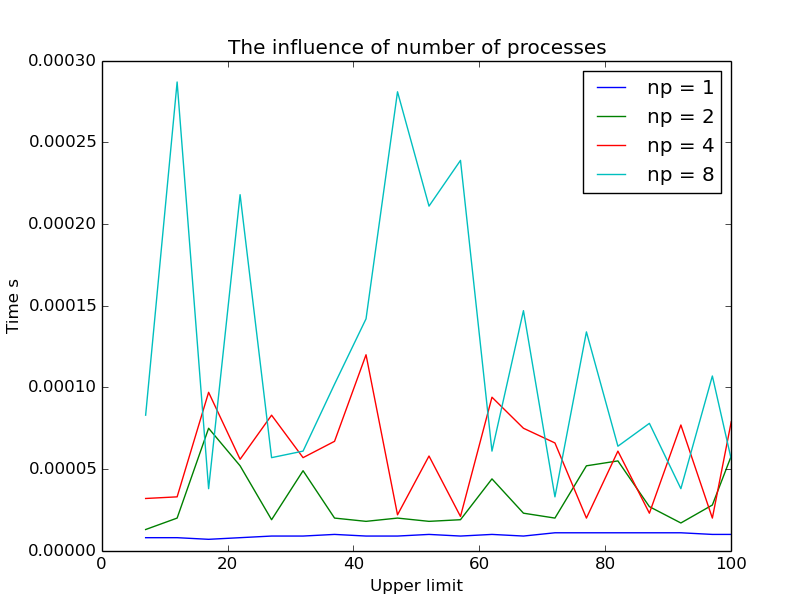 The influence of number of processes
0.00030
0.00025
0.00020
0.00015
0.00010
0.00005
0.00000
Time s
np = 1
np = 2
np = 4
np = 8
0 20 40 60 80 100
Upper limit